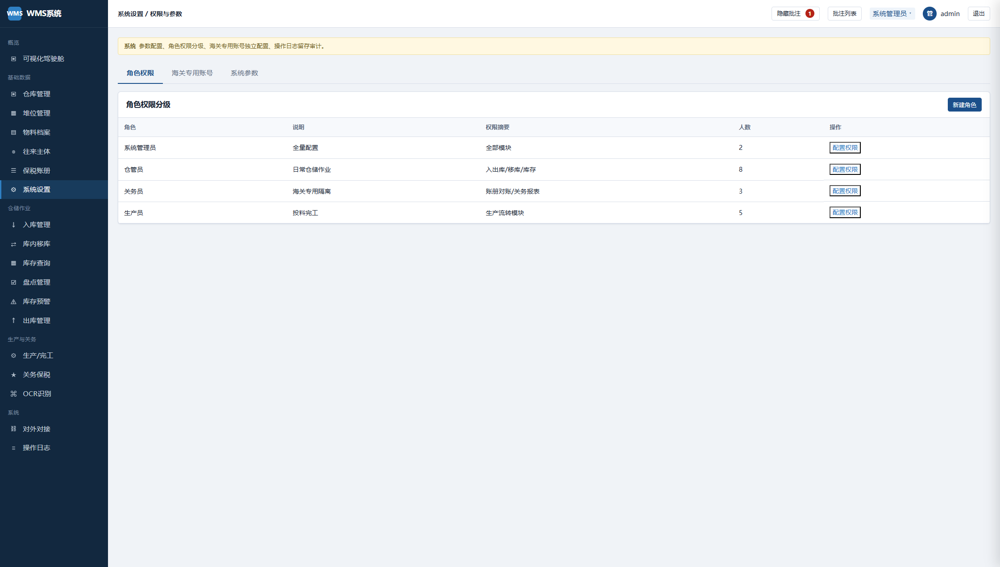 WMS WMS系统
概览
可视化驾驶舱
基础数据
仓库管理
堆位管理
物料档案
往来主体
保税账册
系统设置
仓储作业
入库管理
库内移库
库存查询
盘点管理
库存预警
出库管理
生产与关务
生产/完工
关务保税
OCR识别
系统
对外对接
操作日志
系统设置 / 权限与参数
隐藏批注 1 批注列表 系统管理员 管 admin 退出
系统 参数配置、角色权限分级、海关专用账号独立配置、操作日志留存审计。
角色权限 海关专用账号 系统参数
角色权限分级 新建角色
角色 说明 权限摘要 人数 操作
系统管理员 全量配置 全部模块 2 配置权限
仓管员 日常仓储作业 入出库/移库/库存 8 配置权限
关务员 海关专用隔离 账册对账/关务报表 3 配置权限
生产员 投料完工 生产流转模块 5 配置权限